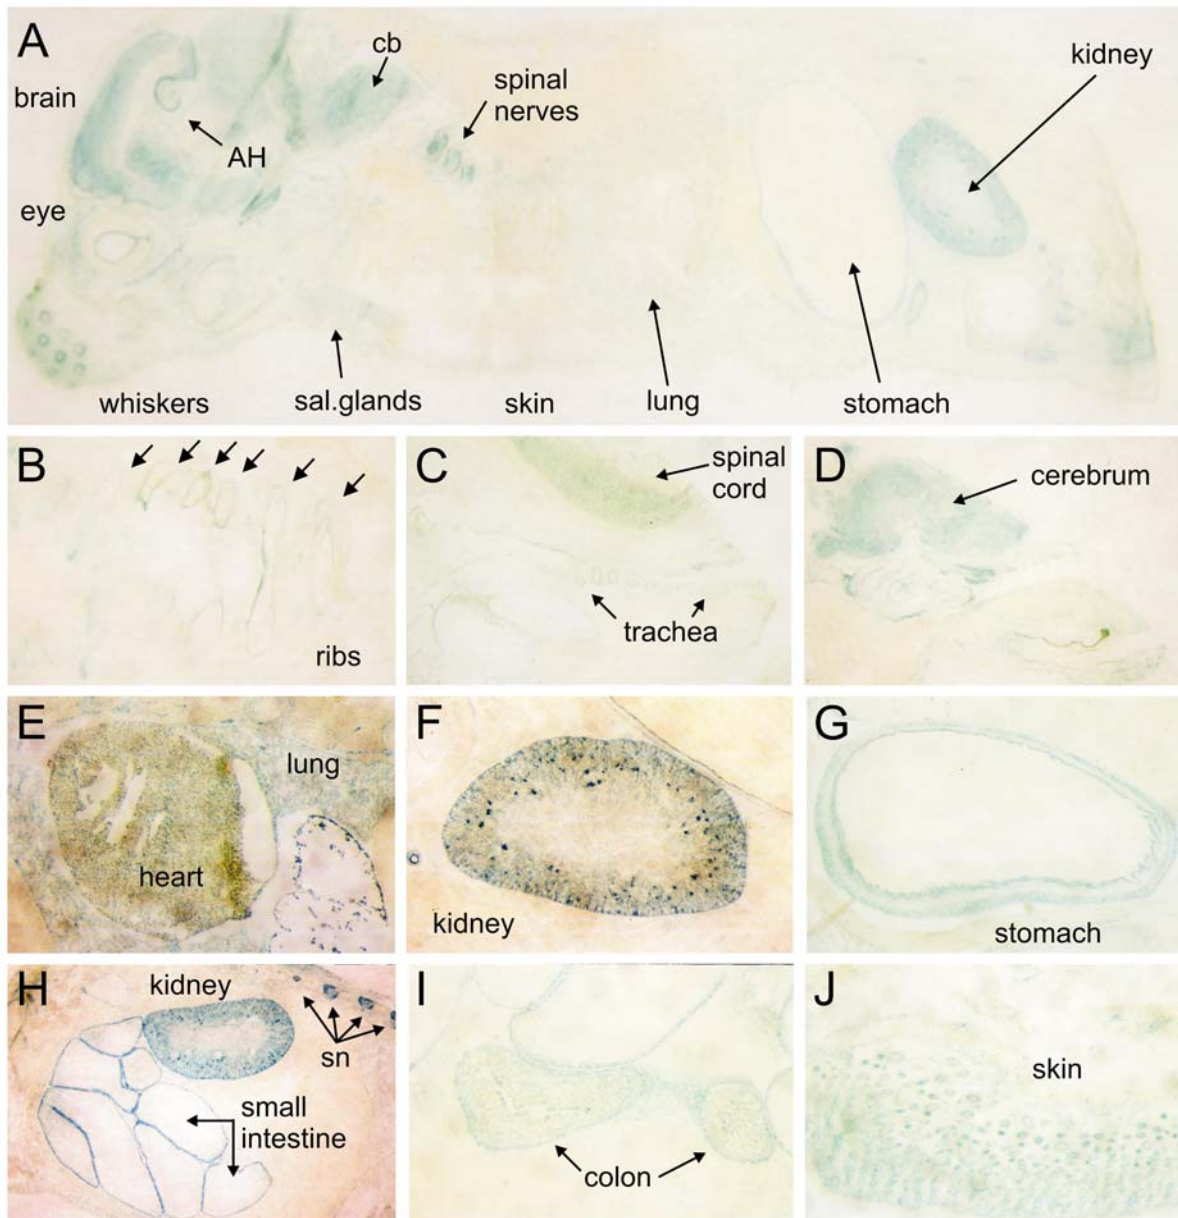 A
brain
AH
cb
spinal
nerves
kidney
eye
whiskers
sal.glands
skin
lung
stomach
B
ribs
C
spinal
cord
trachea
D
cerebrum
E
lung
heart
F
kidney
G
stomach
H
kidney
sn
small
intestine
I
colon
J
skin